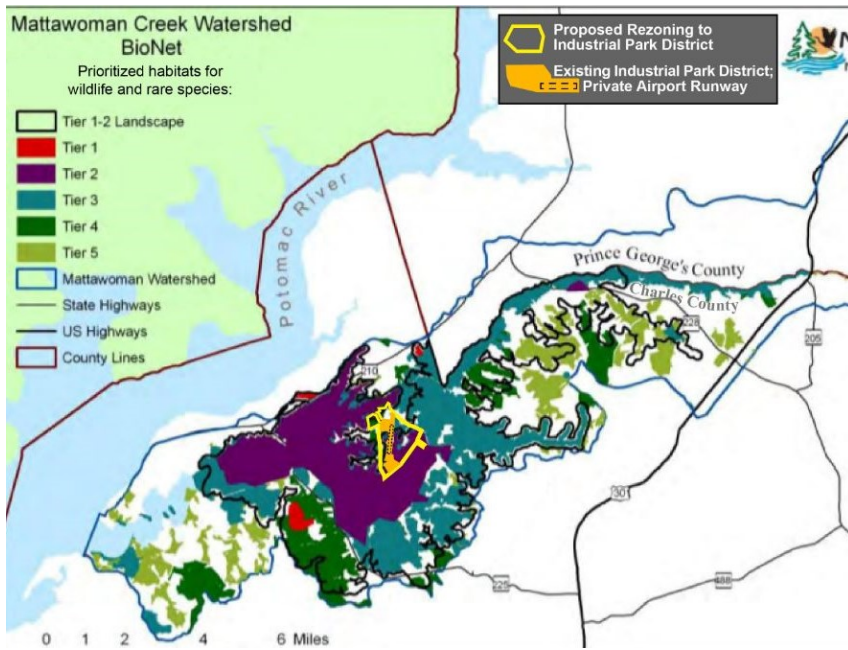 Mattawoman Creek Watershed
BioNet
Prioritized habitats for
wildlife and rare species:
Tier 1-2 Landscape
Tier 1
Tier 2
Tier 3
Tier 4
Tier 5
Mattawoman Watershed
State Highways
US Highways
County Lines
Proposed Rezoning to
Industrial Park District
Existing Industrial Park District;
Private Airport Runway
Potomac River
Prince George's County
Charles County
228
205
210
301
225
488
0 1 2 4 6 Miles